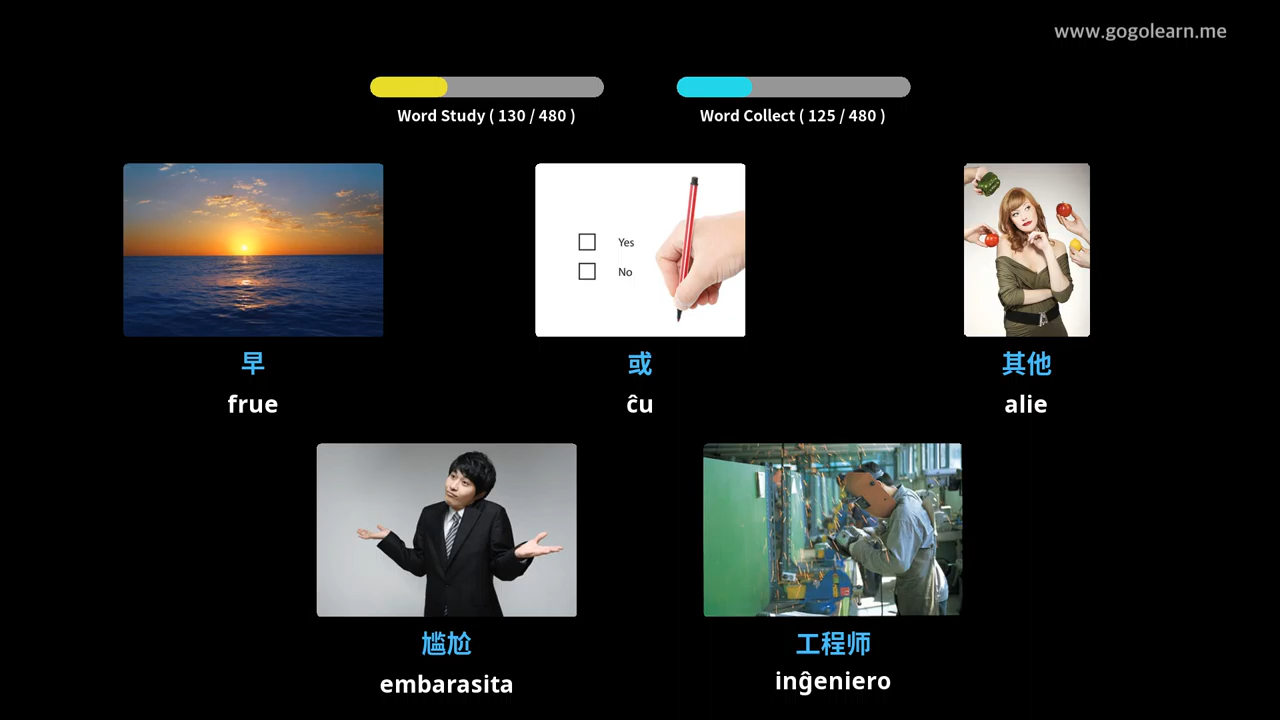 www.gogolearn.me
Word Study ( 130 / 480 )
Word Collect ( 125 / 480 )
Yes
No
早
frue
或
ĉu
其他
alie
尴尬
embarasita
工程师
inĝeniero